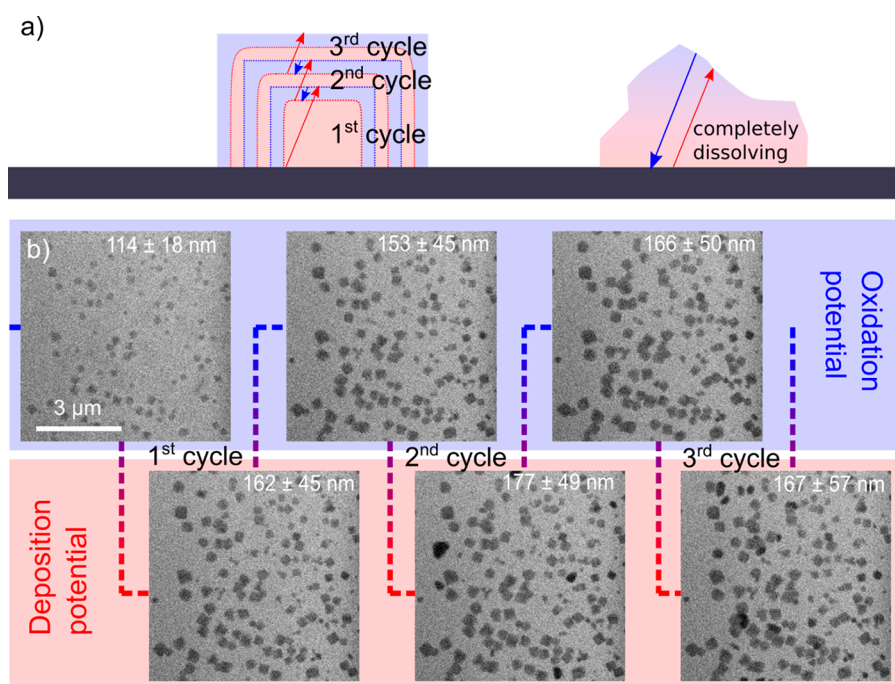 a)
3rd cycle
2nd cycle
1st cycle
completely
dissolving
b)
114 ± 18 nm
153 ± 45 nm
166 ± 50 nm
Oxidation
potential
3 µm
1st cycle
2nd cycle
3rd cycle
162 ± 45 nm
177 ± 49 nm
167 ± 57 nm
Deposition
potential